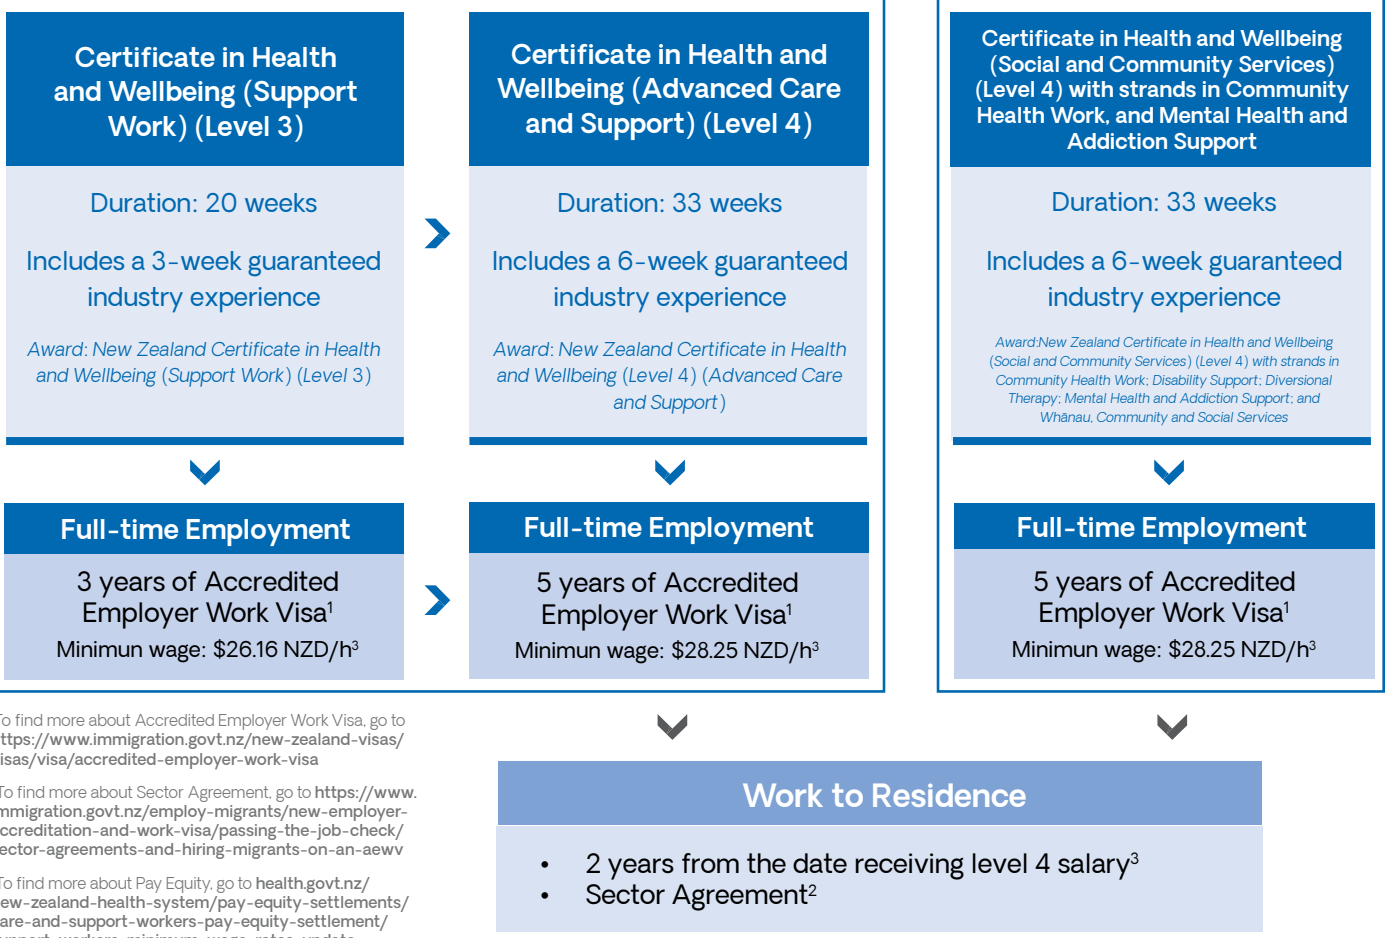 Certificate in Health
and Wellbeing (Support
Work) (Level 3)
Duration: 20 weeks
Includes a 3-week guaranteed
industry experience
Award: New Zealand Certificate in Health
and Wellbeing (Support Work) (Level 3)
Certificate in Health and
Wellbeing (Advanced Care
and Support) (Level 4)
Duration: 33 weeks
Includes a 6-week guaranteed
industry experience
Award: New Zealand Certificate in Health
and Wellbeing (Level 4) (Advanced Care
and Support)
Certificate in Health and Wellbeing
(Social and Community Services)
(Level 4) with strands in Community
Health Work, and Mental Health and
Addiction Support
Duration: 33 weeks
Includes a 6-week guaranteed
industry experience
Award:New Zealand Certificate in Health and Wellbeing
(Social and Community Services) (Level 4) with strands in
Community Health Work; Disability Support; Diversional
Therapy; Mental Health and Addiction Support; and
Whānau, Community and Social Services
Full-time Employment
3 years of Accredited
Employer Work Visa¹
Minimun wage: $26.16 NZD/h³
Full-time Employment
5 years of Accredited
Employer Work Visa¹
Minimun wage: $28.25 NZD/h³
Full-time Employment
5 years of Accredited
Employer Work Visa¹
Minimun wage: $28.25 NZD/h³
To find more about Accredited Employer Work Visa, go to
ttps://www.immigration.govt.nz/new-zealand-visas/
isas/visa/accredited-employer-work-visa
To find more about Sector Agreement, go to https://www.
mmigration.govt.nz/employ-migrants/new-employer-
ccreditation-and-work-visa/passing-the-job-check/
ector-agreements-and-hiring-migrants-on-an-aewv
To find more about Pay Equity, go to health.govt.nz/
ew-zealand-health-system/pay-equity-settlements/
are-and-support-workers-pay-equity-settlement/
Work to Residence
• 2 years from the date receiving level 4 salary³
• Sector Agreement²